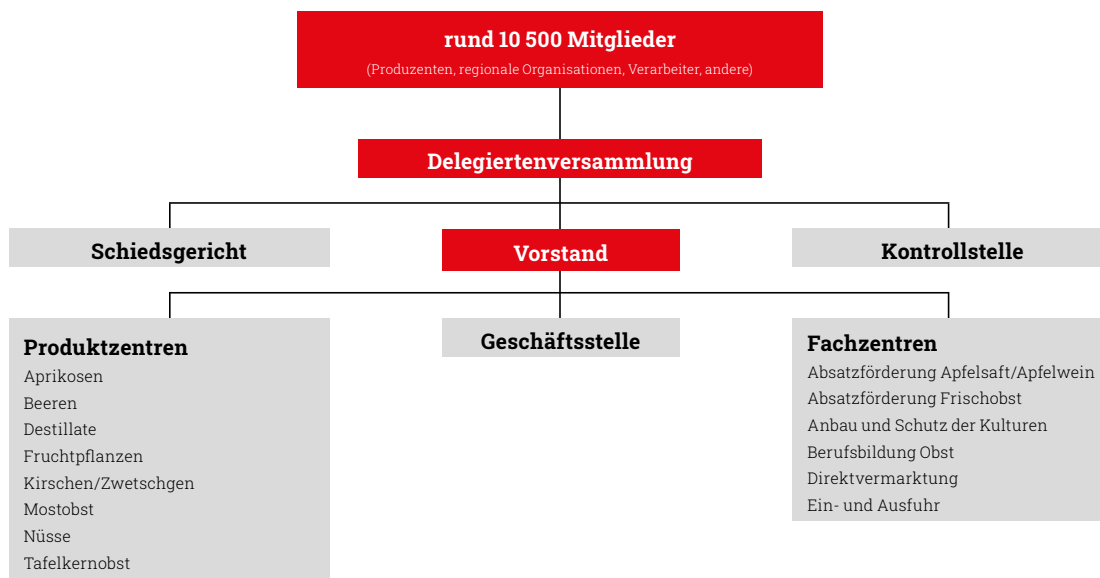 rund 10 500 Mitglieder
(Produzenten, regionale Organisationen, Verarbeiter, andere)
Delegiertenversammlung
Schiedsgericht
Vorstand
Kontrollstelle
Produktzentren
Aprikosen
Beeren
Destillate
Fruchtpflanzen
Kirschen/Zwetschgen
Mostobst
Nüsse
Tafelkernobst
Geschäftsstelle
Fachzentren
Absatzförderung Apfelsaft/Apfelwein
Absatzförderung Frischobst
Anbau und Schutz der Kulturen
Berufsbildung Obst
Direktvermarktung
Ein- und Ausfuhr